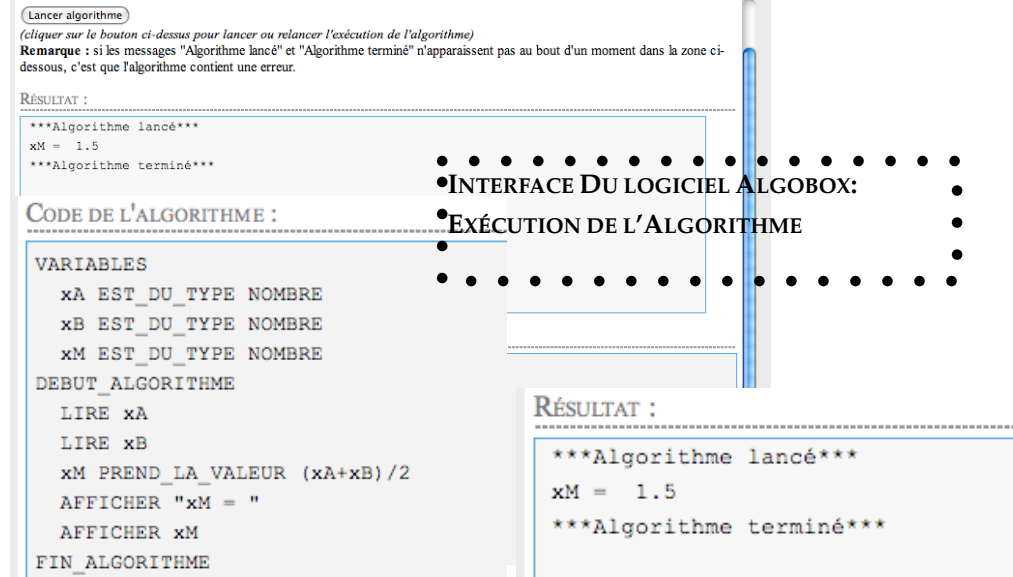 Lancer algorithme
(cliquer sur le bouton ci-dessus pour lancer ou relancer l'exécution de l'algorithme)
Remarque : si les messages "Algorithme lancé" et "Algorithme terminé" n'apparaissent pas au bout d'un moment dans la zone ci-
dessous, c'est que l'algorithme contient une erreur.
RÉSULTAT :
***Algorithme lancé***
xM = 1.5
***Algorithme terminé***
INTERFACE DU LOGICIEL ALGOBOX:
EXÉCUTION DE L'ALGORITHME
CODE DE L'ALGORITHME :
VARIABLES
xA EST_DU_TYPE NOMBRE
xB EST_DU_TYPE NOMBRE
xM EST_DU_TYPE NOMBRE
DEBUT_ALGORITHME
LIRE xA
LIRE xB
xM PREND_LA_VALEUR (xA+xB)/2
AFFICHER "xM = "
AFFICHER xM
FIN_ALGORITHME
RÉSULTAT :
***Algorithme lancé***
xM = 1.5
***Algorithme terminé***